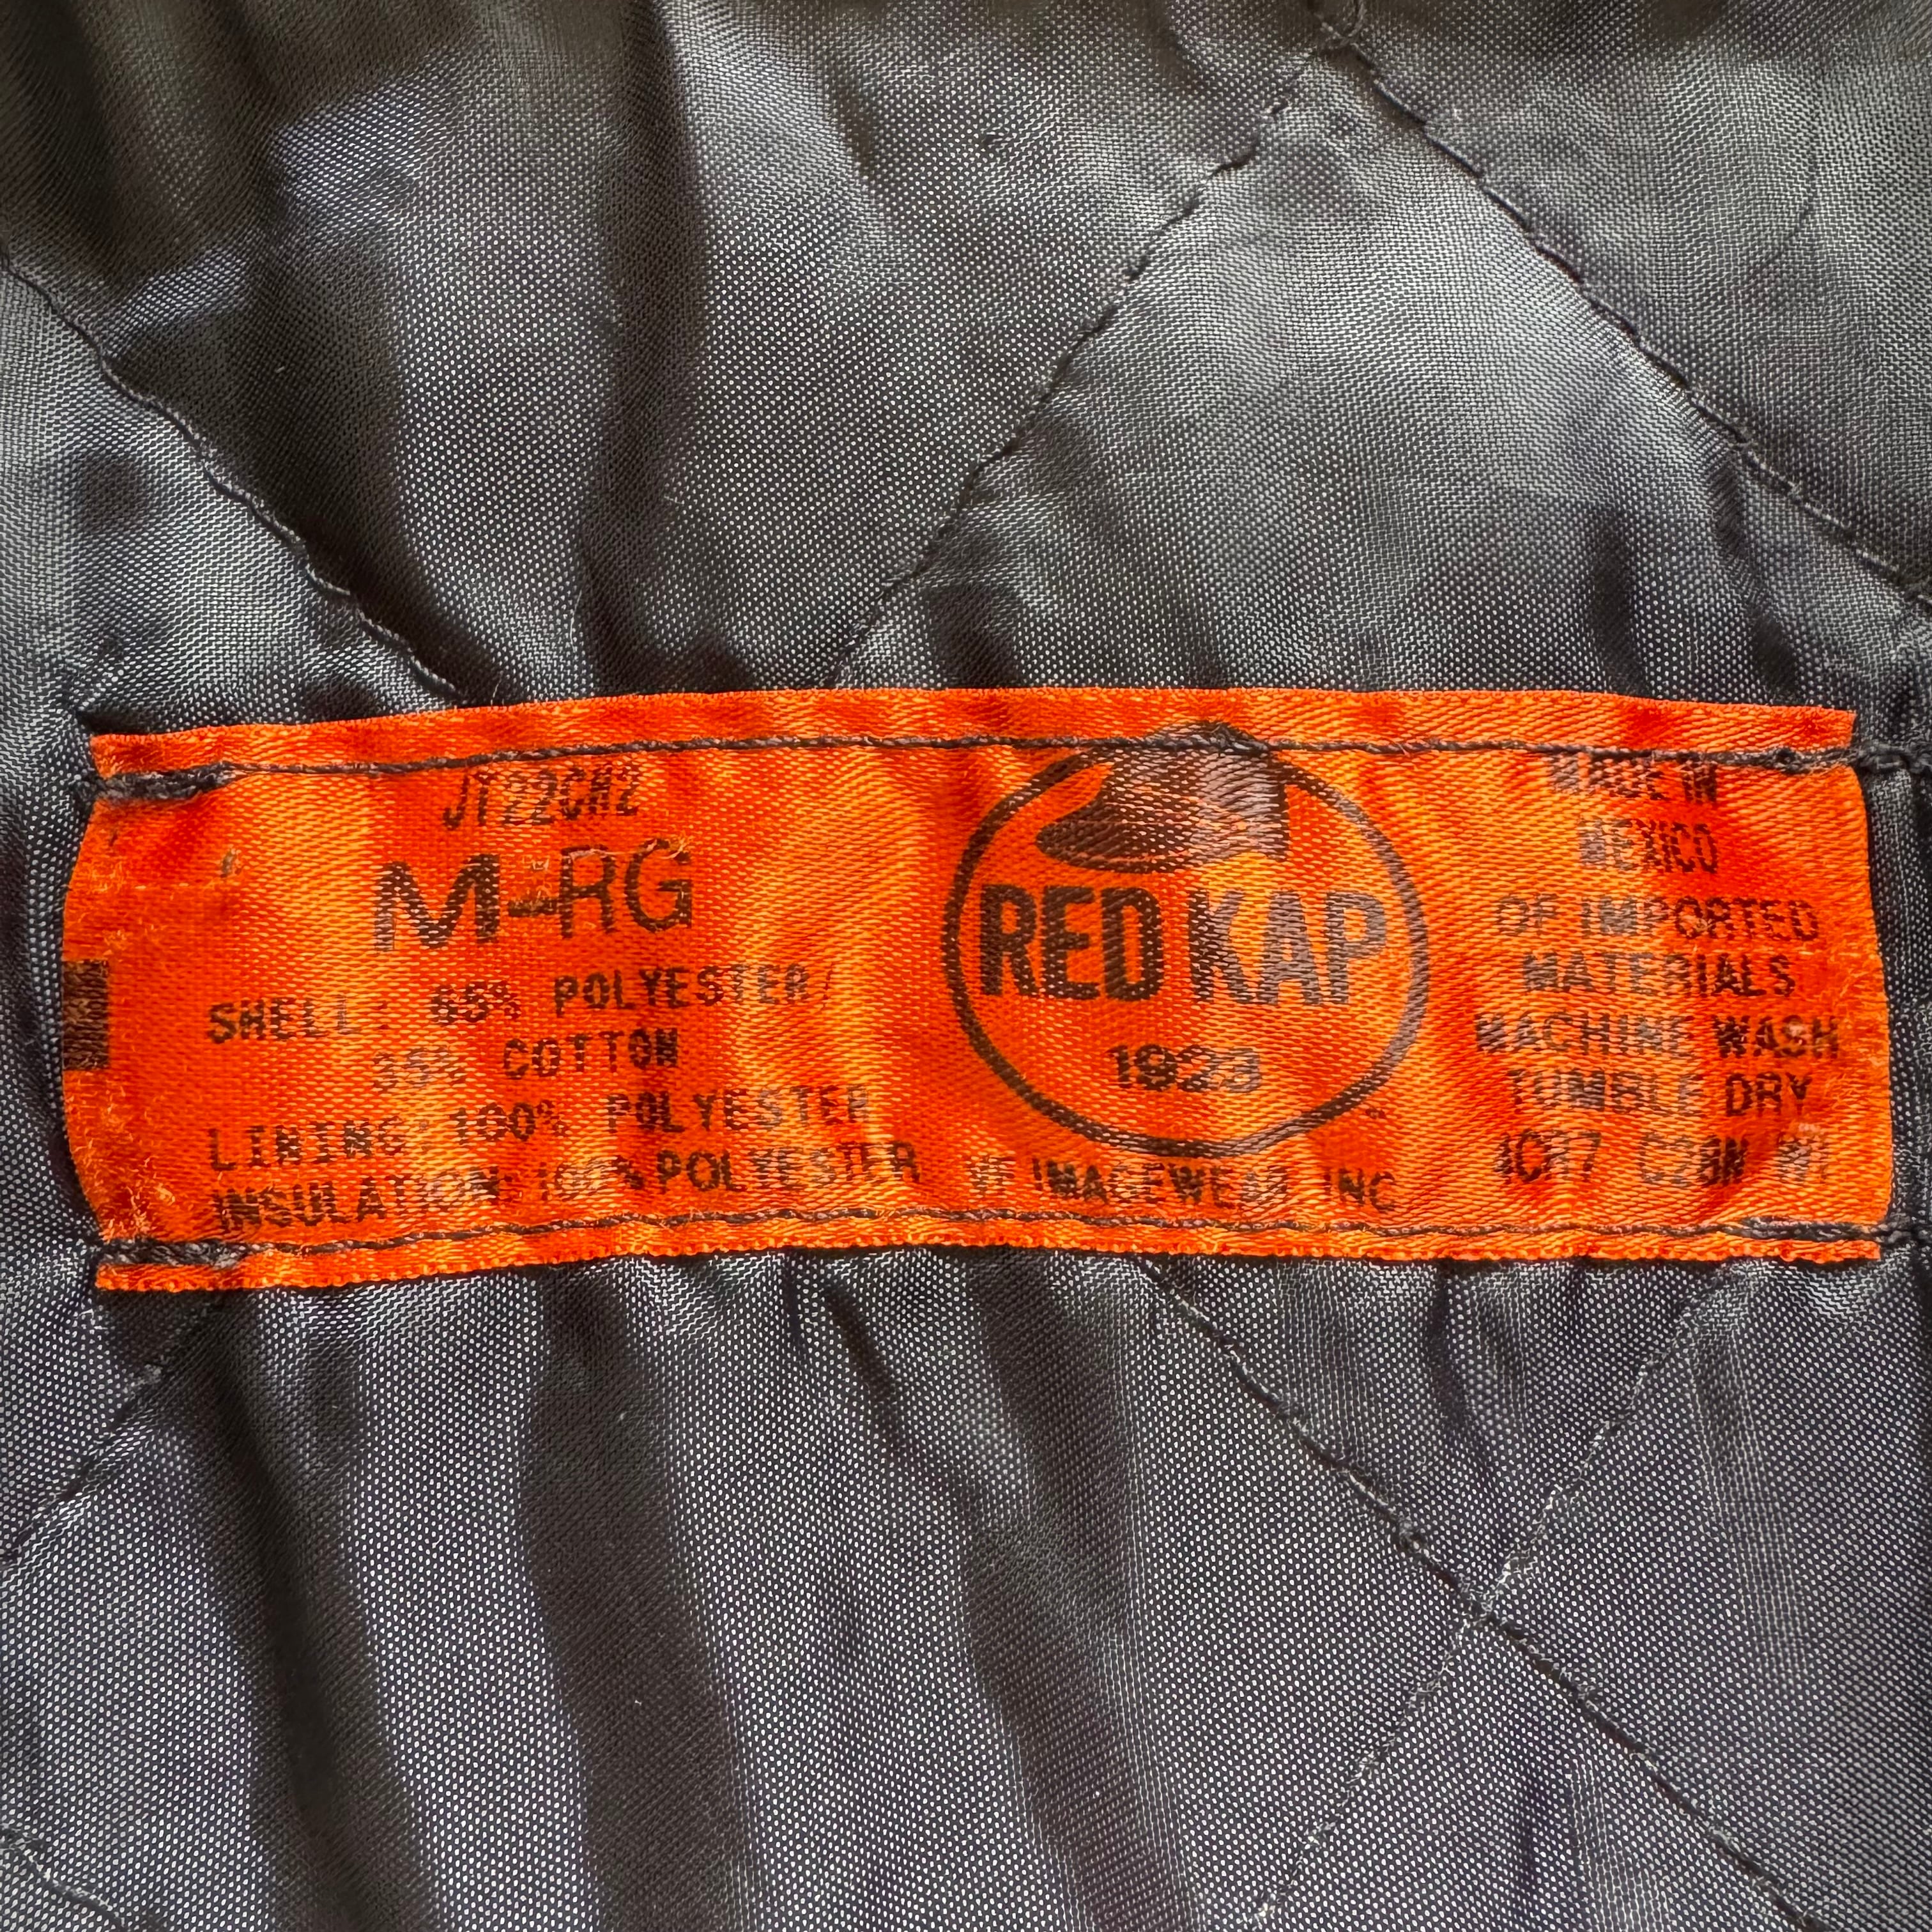 JT22CH2
M-RG
SHELL: 65% POLYESTER/
35% COTTON
LINING: 100% POLYESTER
INSULATION: 100% POLYESTER
RED KAP
1923
VF IMAGEWEAR, INC
MADE IN
MEXICO
OF IMPORTED
MATERIALS
MACHINE WASH
TUMBLE DRY